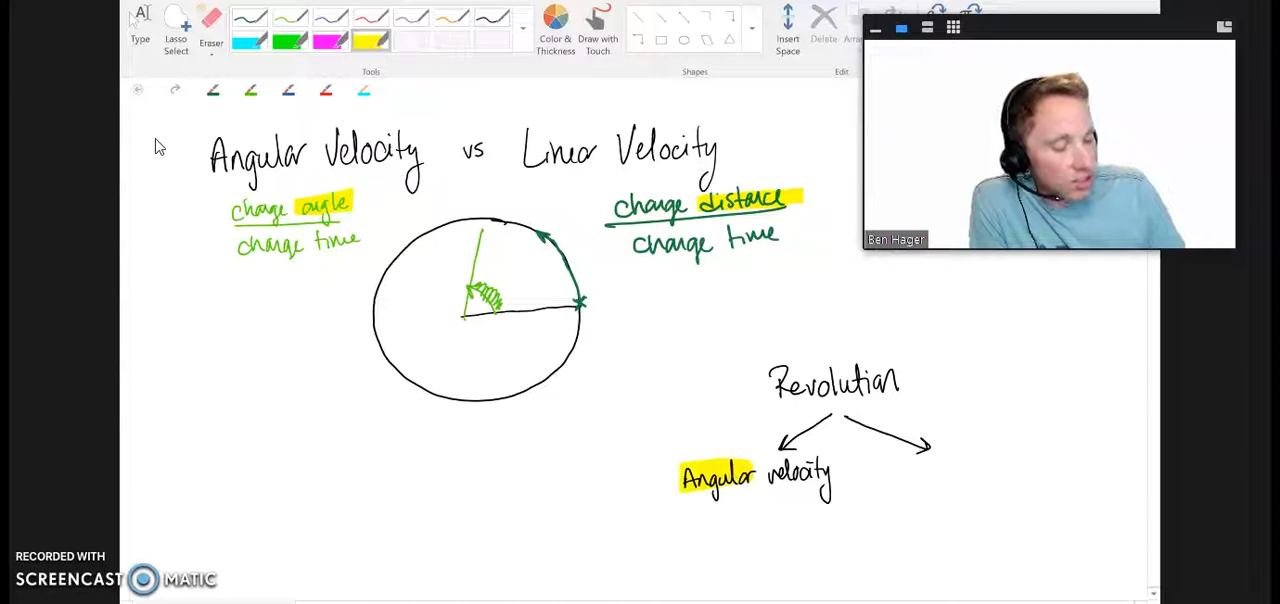 Type
Lasso
Select
Eraser
Color &
Thickness
Draw with
Touch
Insert
Space
Delete
Tools
Shapes
Edit
Ben Hager
Angular Velocity vs Linear Velocity
change angle
change time
change distance
change time
Revolution
Angular velocity
RECORDED WITH
SCREENCAST MATIC